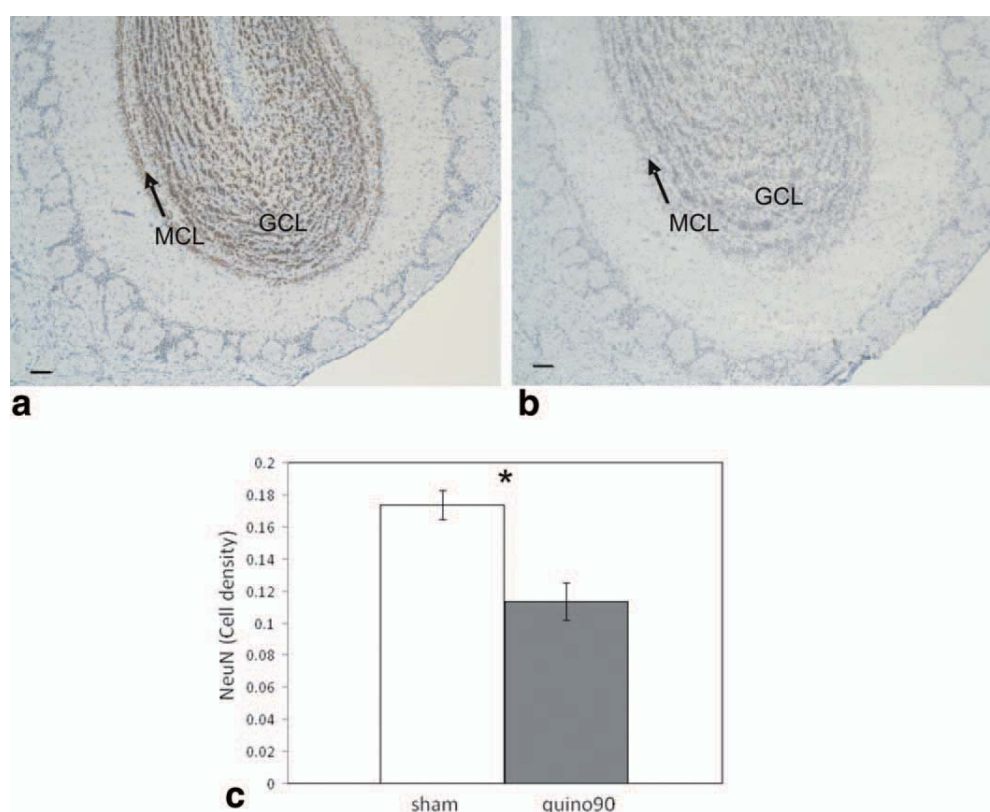 MCL
GCL
MCL
GCL
a
b
NeuN (Cell density)
0.2
0.18
0.16
0.14
0.12
0.1
0.08
0.06
0.04
0.02
0
*
sham
quino90
c